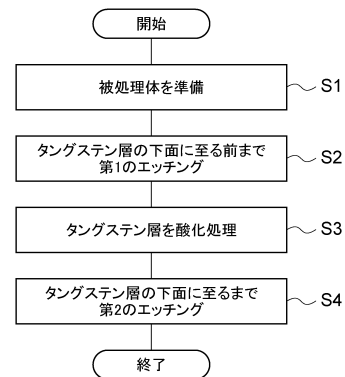 開始
被処理体を準備
S1
タングステン層の下面に至る前まで
第1のエッチング
S2
タングステン層を酸化処理
S3
タングステン層の下面に至るまで
第2のエッチング
S4
終了